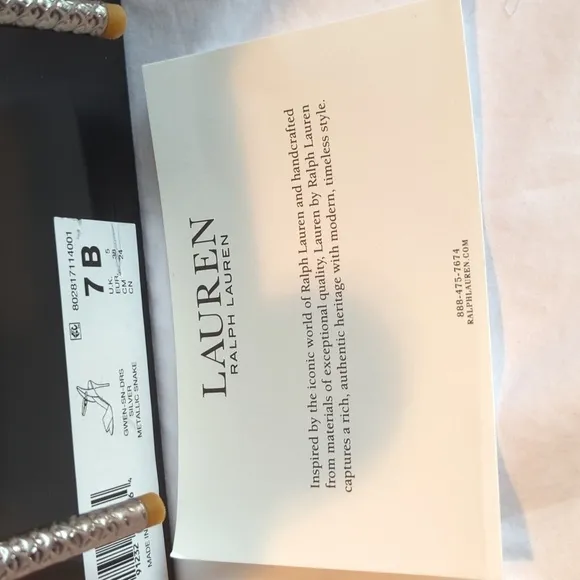 802817114001
7 B
U.K. 5
EUR. 38
CM 24
CN
GWEN-SN-DRS
SILVER
METALLIC SNAKE
MADE IN
LAUREN
RALPH LAUREN
Inspired by the iconic world of Ralph Lauren and handcrafted
from materials of exceptional quality, Lauren by Ralph Lauren
captures a rich, authentic heritage with modern, timeless style.
888-475-7674
RALPHLAUREN.COM